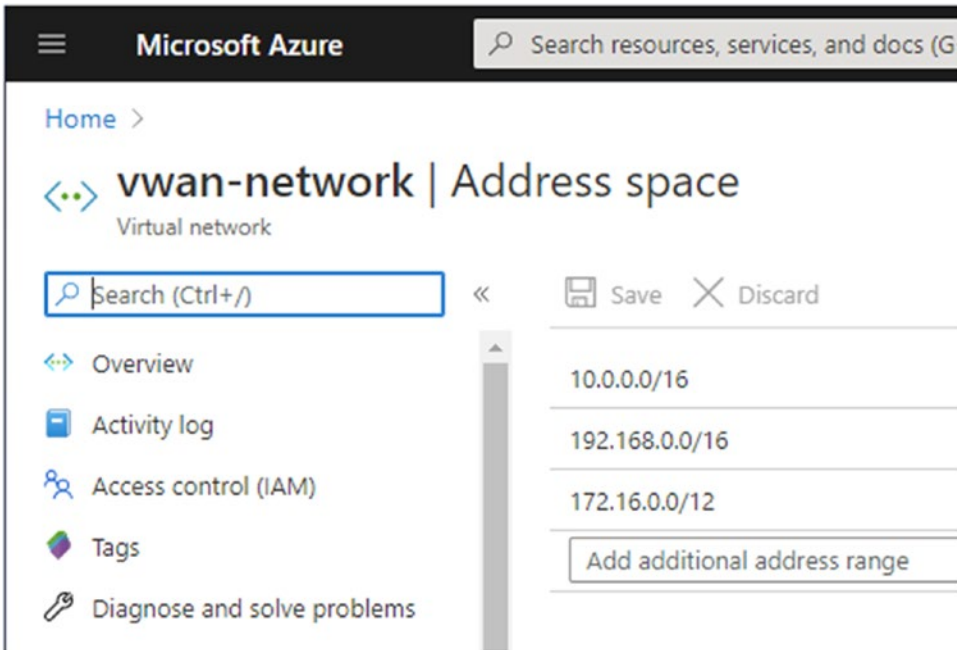 Microsoft Azure
Search resources, services, and docs (G
Home >
vwan-network | Address space
Virtual network
Search (Ctrl+/)
«
Save
Discard
Overview
10.0.0.0/16
Activity log
192.168.0.0/16
Access control (IAM)
172.16.0.0/12
Tags
Add additional address range
Diagnose and solve problems